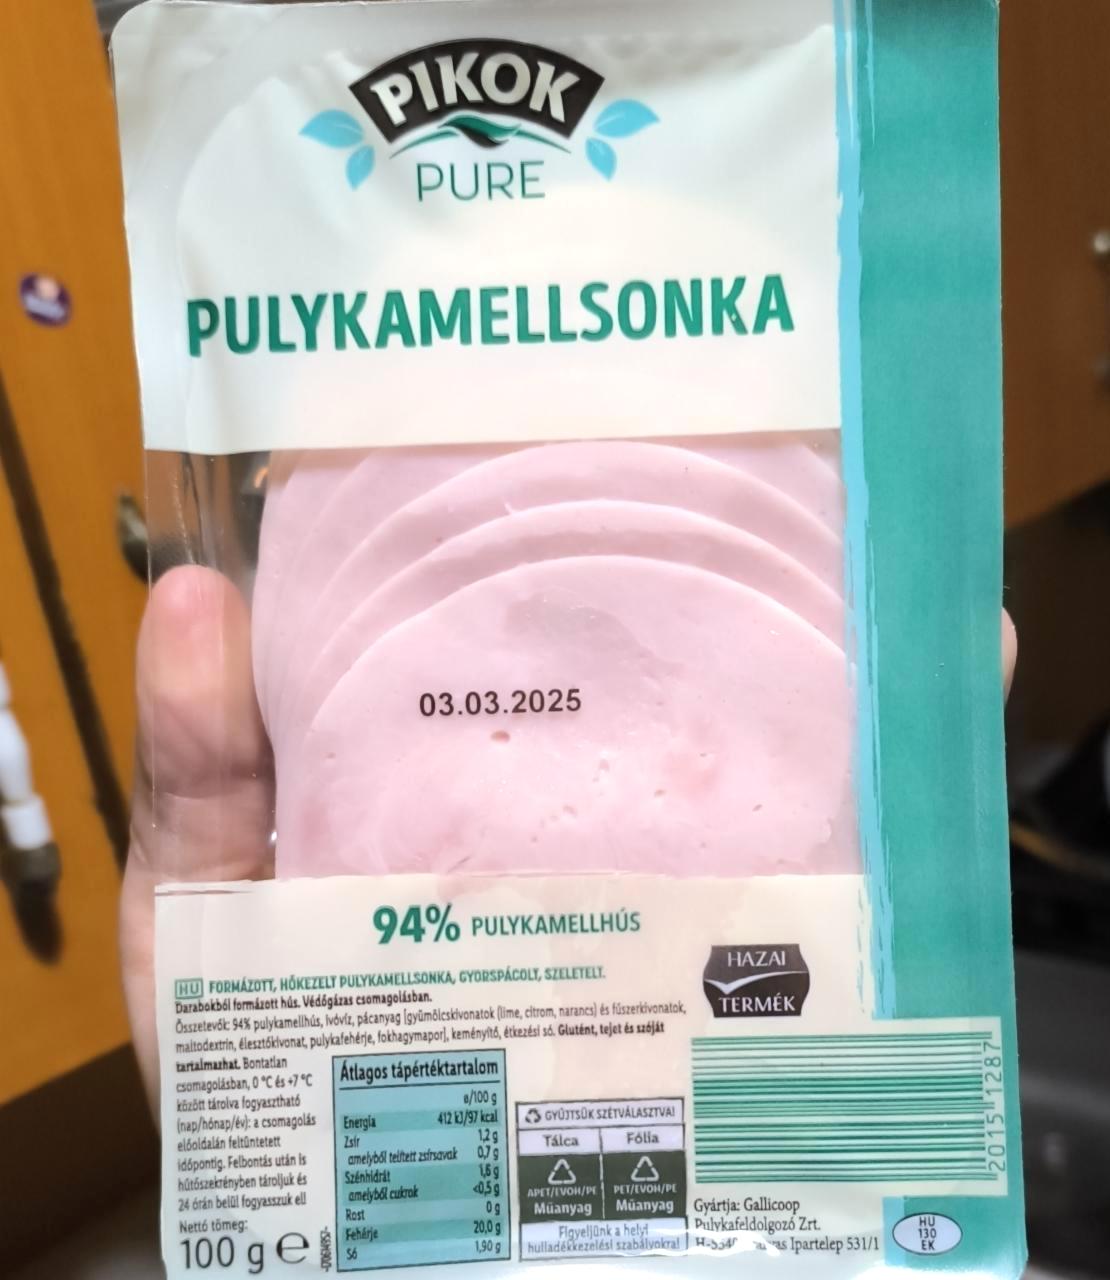 PIKOK
PURE
PULYKAMELLSONKA
03.03.2025
94% PULYKAMELLHÚS
HU FORMÁZOTT, HŐKEZELT PULYKAMELLSONKA, GYORSPÁCOLT, SZELETELT.
Darabokból formázott hús. Védőgázas csomagolásban.
Összetevők: 94% pulykamellhús, ivóvíz, pácanyag [gyümölcskivonatok (lime, citrom, narancs) és fűszerkivonatok,
maltodextrin, élesztőkivonat, pulykafehérje, fokhagymapor], keményítő, étkezési só. Glutént, tejet és szóját
tartalmazhat. Bontatlan
csomagolásban, 0 °C és +7 °C
között tárolva fogyasztható
(nap/hónap/év): a csomagolás
előoldalán feltüntetett
időpontig. Felbontás után is
hűtőszekrényben tároljuk és
24 órán belül fogyasszuk el!
Nettó tömeg:
100 g e
Átlagos tápértéktartalom
g/100 g
Energia 412 kJ/97 kcal
Zsír 1,2 g
amelyből telített zsírsavak 0,7 g
Szénhidrát 1,6 g
amelyből cukrok <0,5 g
Rost 0 g
Fehérje 20,0 g
Só 1,90 g
GYŰJTSÜK SZÉTVÁLASZTVA!
Tálca Fólia
APET/EVOH/PE PET/EVOH/PE
Műanyag Műanyag
Figyeljünk a helyi
hulladékkezelési szabályokra!
HAZAI
TERMÉK
2015 1287
Gyártja: Gallicoop
Pulykafeldolgozó Zrt.
Ipartelep 531/1
HU
130
EK